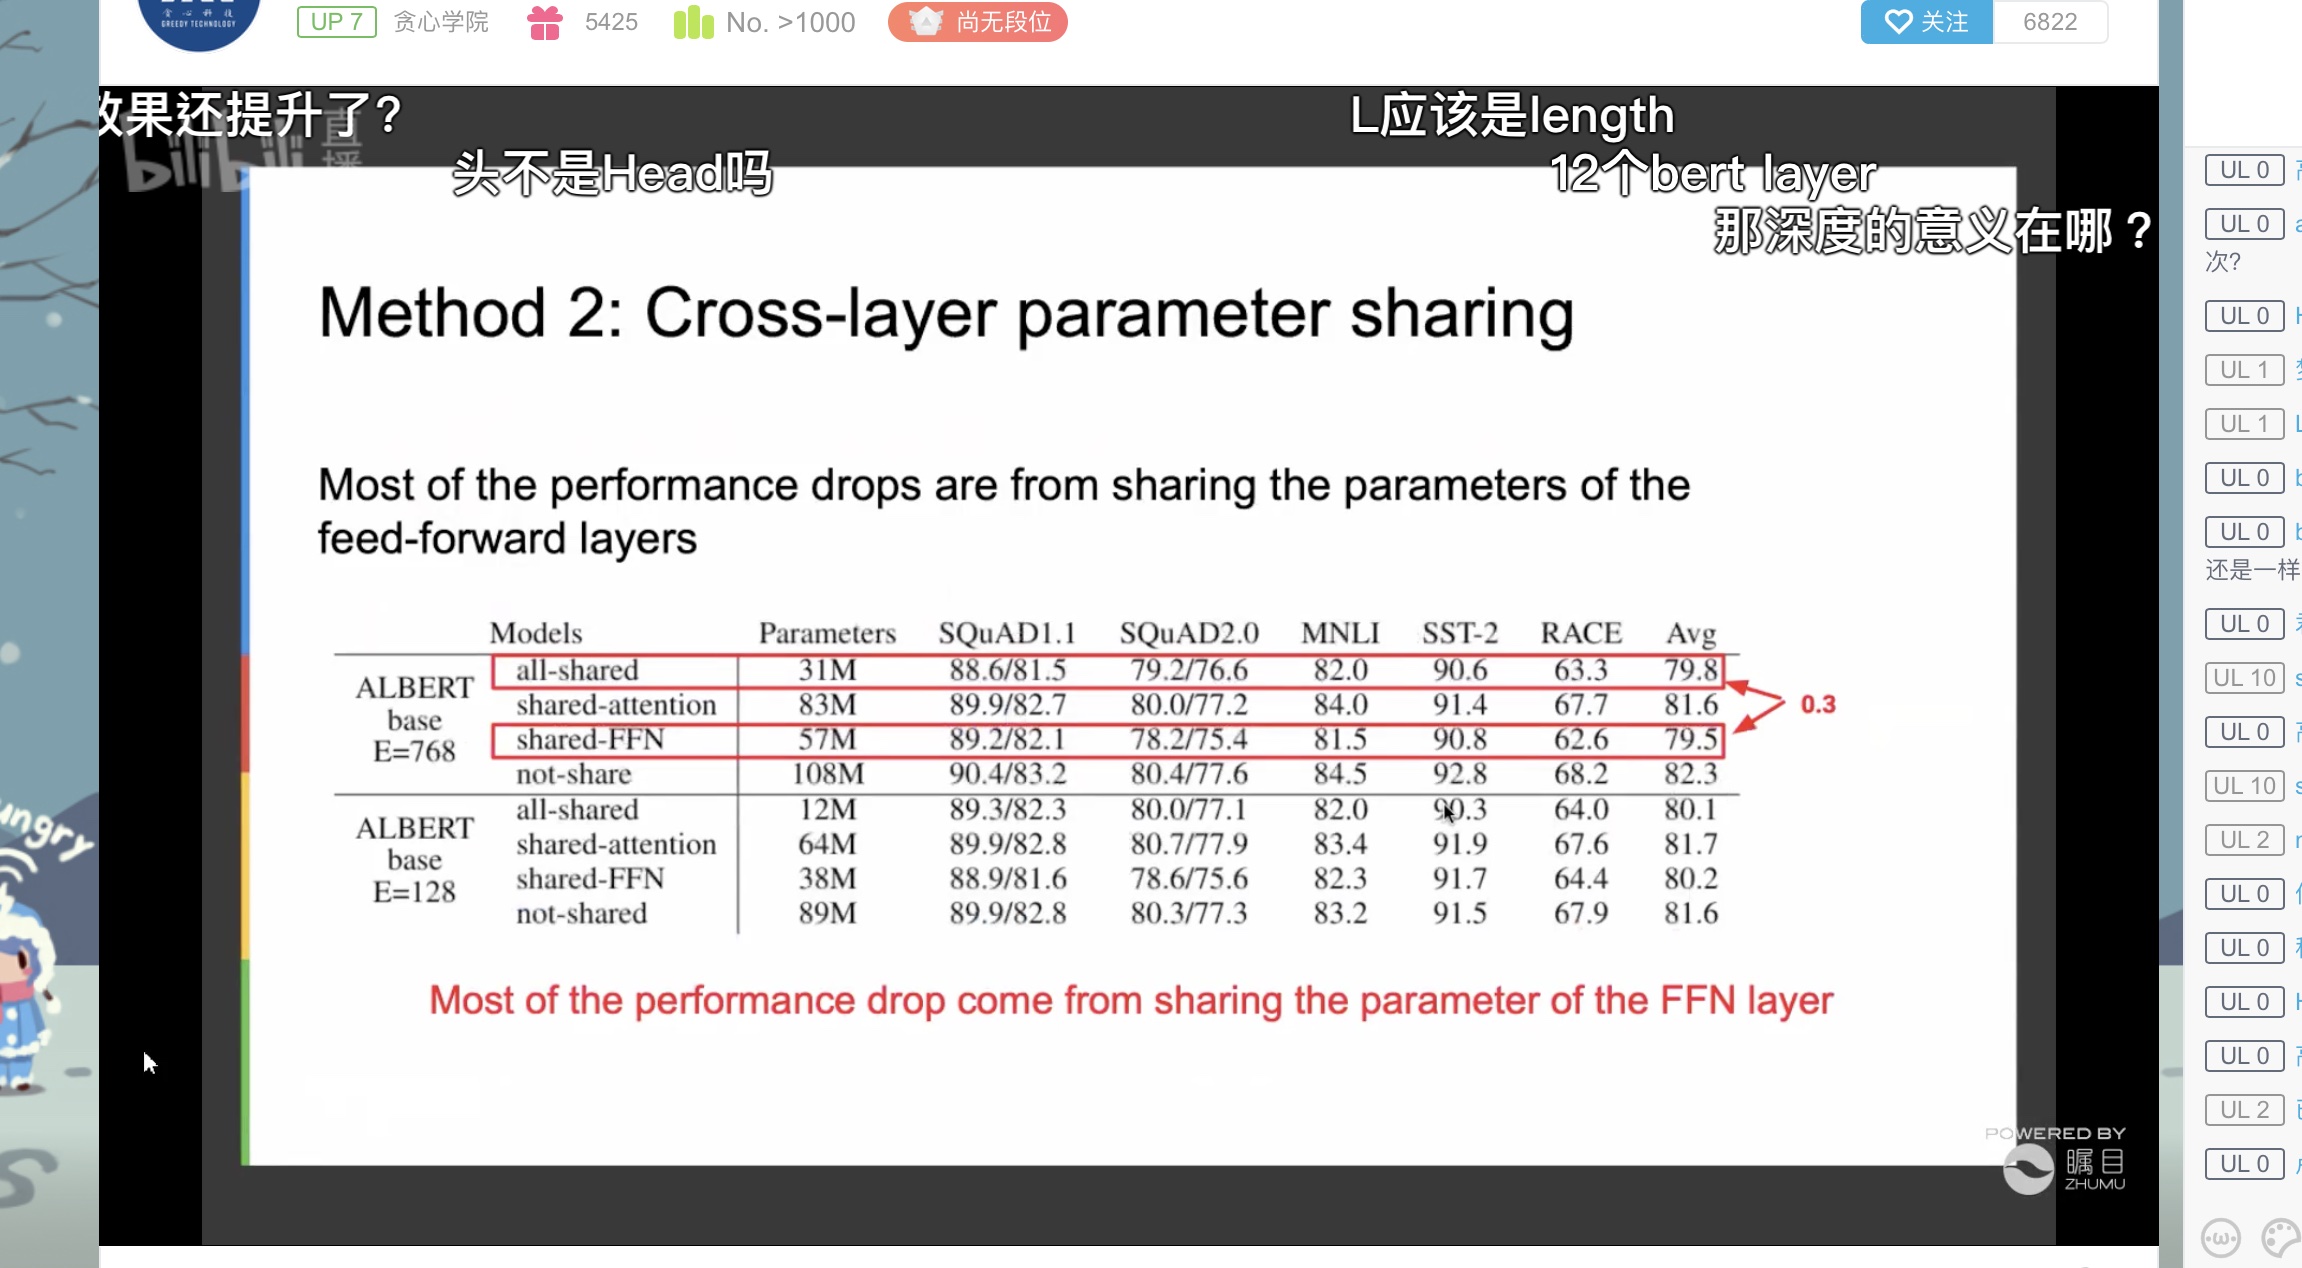 贪心科技
GREEDY TECHNOLOGY
UP 7 贪心学院 5425 No. >1000 尚无段位 关注 6822
效果还提升了? L应该是length
bilibili 直播
头不是Head吗 12个bert layer
那深度的意义在哪？
Method 2: Cross-layer parameter sharing
Most of the performance drops are from sharing the parameters of the
feed-forward layers
Models Parameters SQuAD1.1 SQuAD2.0 MNLI SST-2 RACE Avg
ALBERT base E=768
all-shared 31M 88.6/81.5 79.2/76.6 82.0 90.6 63.3 79.8
shared-attention 83M 89.9/82.7 80.0/77.2 84.0 91.4 67.7 81.6
shared-FFN 57M 89.2/82.1 78.2/75.4 81.5 90.8 62.6 79.5
not-share 108M 90.4/83.2 80.4/77.6 84.5 92.8 68.2 82.3
0.3
ALBERT base E=128
all-shared 12M 89.3/82.3 80.0/77.1 82.0 90.3 64.0 80.1
shared-attention 64M 89.9/82.8 80.7/77.9 83.4 91.9 67.6 81.7
shared-FFN 38M 88.9/81.6 78.6/75.6 82.3 91.7 64.4 80.2
not-shared 89M 89.9/82.8 80.3/77.3 83.2 91.5 67.9 81.6
Most of the performance drop come from sharing the parameter of the FFN layer
POWERED BY
瞩目
ZHUMU
UL 0
UL 0
次?
UL 0
UL 1
UL 1
UL 0
UL 0
还是一样
UL 0
UL 10
UL 0
UL 10
UL 2
UL 0
UL 0
UL 0
UL 0
UL 2
UL 0